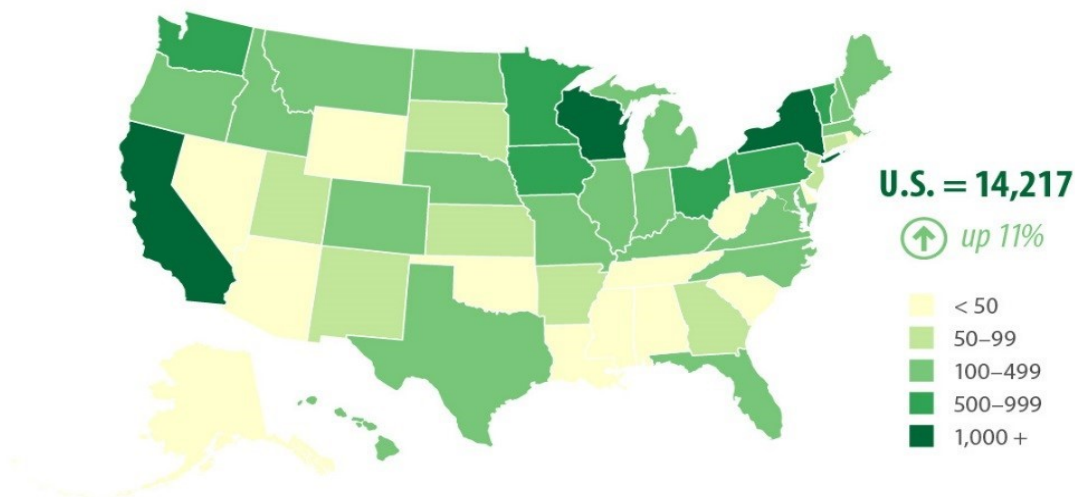 U.S. = 14,217
up 11%
< 50
50–99
100–499
500–999
1,000 +